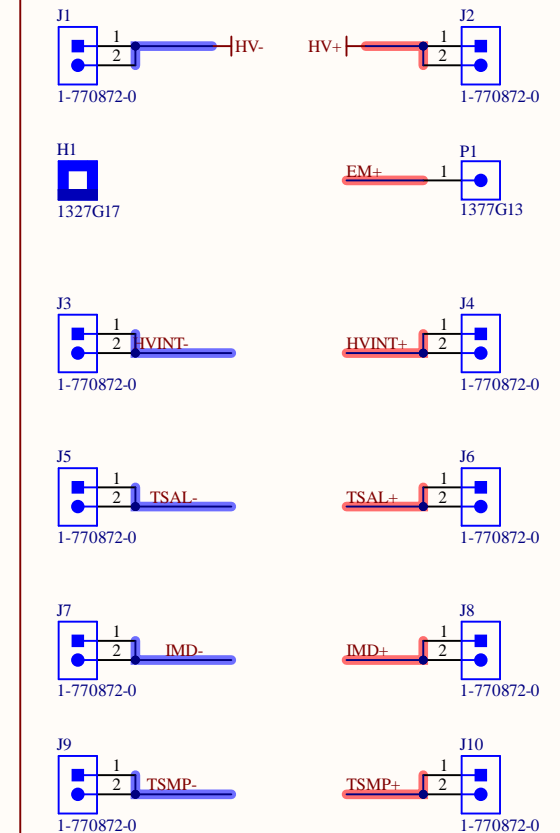 J1
J2
1
HV-
HV+
1
2
2
1-770872-0
1-770872-0
H1
P1
EM+
1
1327G17
1377G13
J3
J4
1
1
2
HVINT-
HVINT+
2
1-770872-0
1-770872-0
J5
J6
1
1
2
TSAL-
TSAL+
2
1-770872-0
1-770872-0
J7
J8
1
1
2
IMD-
IMD+
2
1-770872-0
1-770872-0
J9
J10
1
1
2
TSMP-
TSMP+
2
1-770872-0
1-770872-0